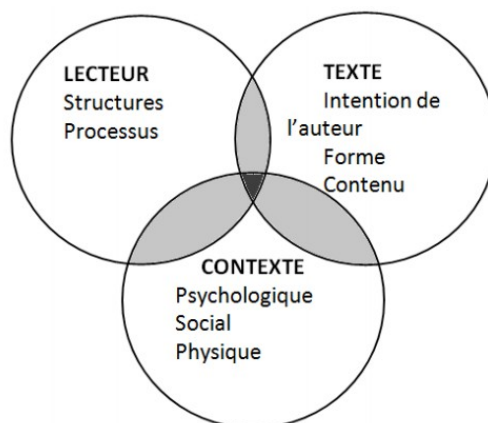 LECTEUR
Structures
Processus
TEXTE
Intention de
l'auteur
Forme
Contenu
CONTEXTE
Psychologique
Social
Physique